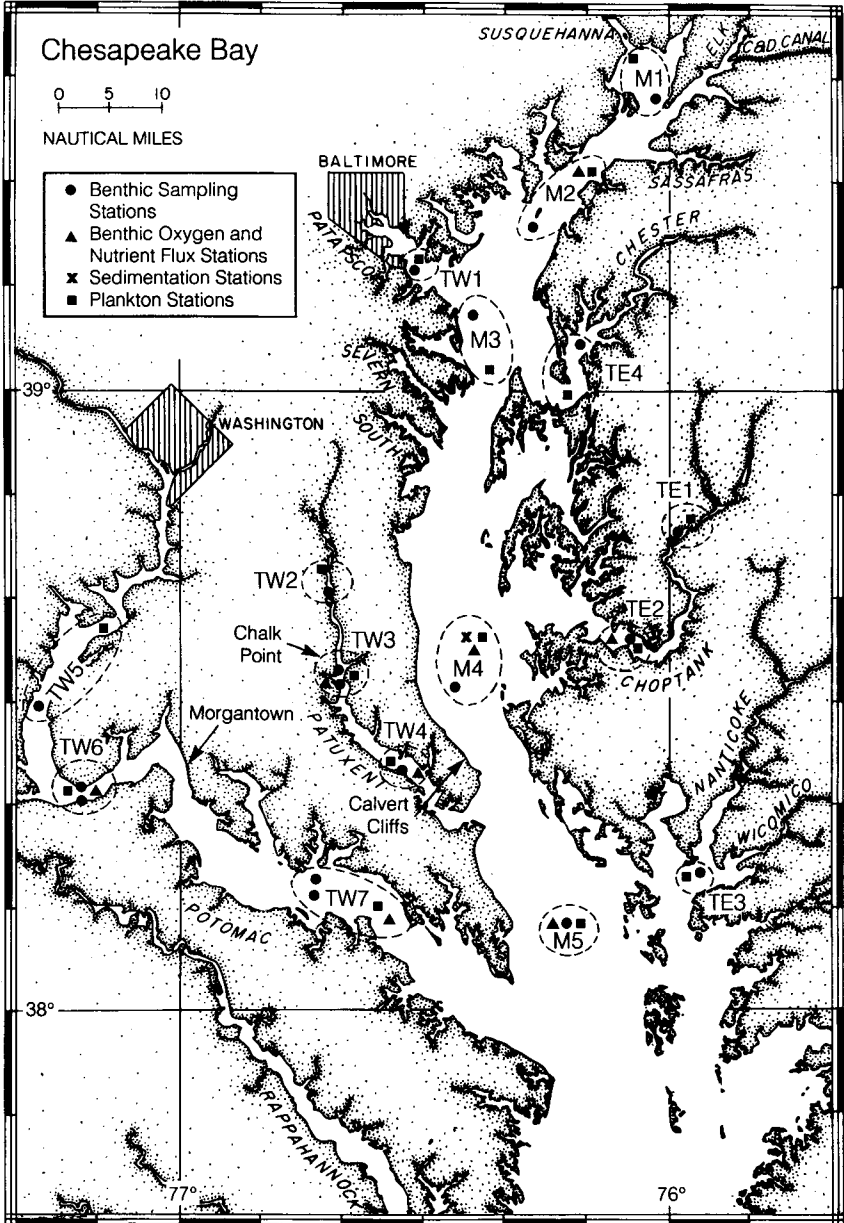 Chesapeake Bay
0 5 10
NAUTICAL MILES
Benthic Sampling
Stations
Benthic Oxygen and
Nutrient Flux Stations
Sedimentation Stations
Plankton Stations
SUSQUEHANNA
ELK
C&D CANAL
M1
BALTIMORE
M2
SASSAFRAS
PATAPSCO
CHESTER
TW1
M3
SEVERN
TE4
39°
WASHINGTON
SOUTH
TE1
TW2
TE2
Chalk
Point
TW3
M4
TW5
CHOPTANK
Morgantown
PATUXENT
TW4
TW6
NANTICOKE
Calvert
Cliffs
WICOMICO
TW7
TE3
POTOMAC
M5
38°
RAPPAHANNOCK
77°
76°